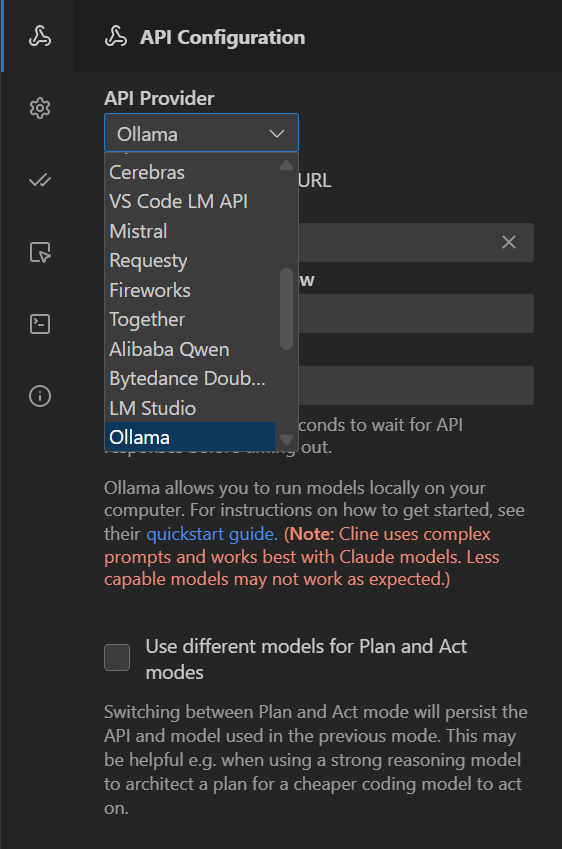 API Configuration
API Provider
Ollama
Cerebras
VS Code LM API
Mistral
Requesty
Fireworks
Together
Alibaba Qwen
Bytedance Doub...
LM Studio
Ollama
URL
conds to wait for API
out.
Ollama allows you to run models locally on your
computer. For instructions on how to get started, see
their quickstart guide. (Note: Cline uses complex
prompts and works best with Claude models. Less
capable models may not work as expected.)
Use different models for Plan and Act
modes
Switching between Plan and Act mode will persist the
API and model used in the previous mode. This may
be helpful e.g. when using a strong reasoning model
to architect a plan for a cheaper coding model to act
on.